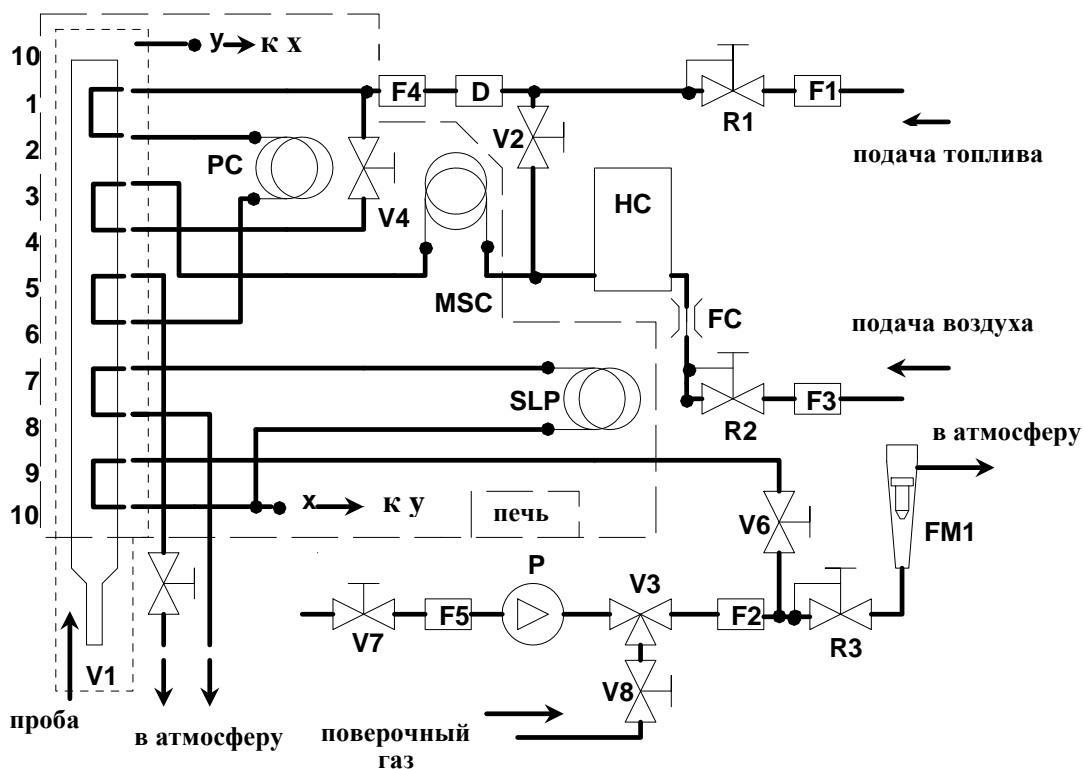 y к x
10
F4
D
F1
1
R1
V2
подача топлива
2
PC
3
HC
V4
4
5
MSC
FC
подача воздуха
6
7
SLP
F3
R2
8
в атмосферу
9
x к y
10
печь
V6
FM1
P
V3
F5
F2
V7
R3
V1
V8
проба
в атмосферу
поверочный
газ